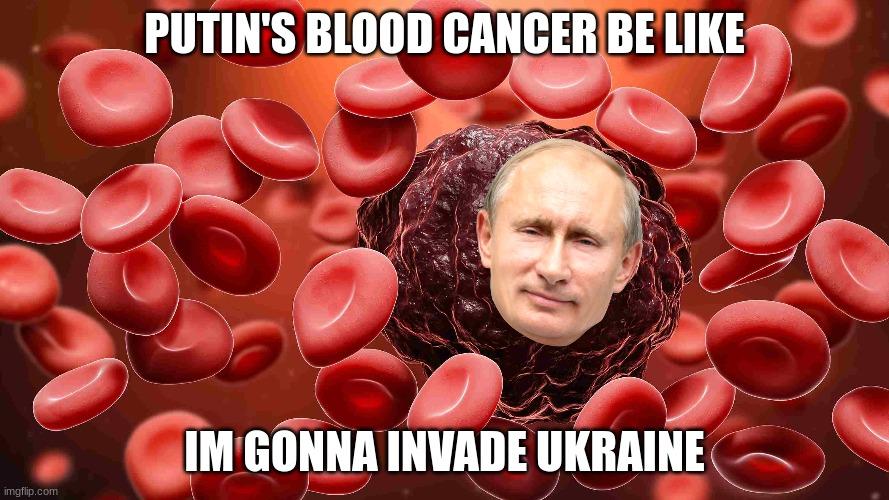 PUTIN'S BLOOD CANCER BE LIKE
IM GONNA INVADE UKRAINE
imgflip.com